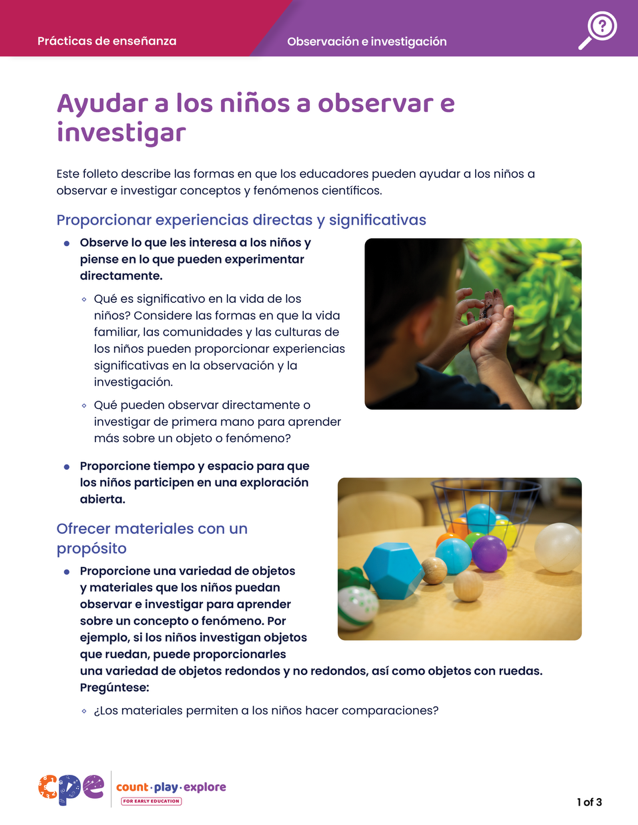 Prácticas de enseñanza
Observación e investigación
Ayudar a los niños a observar e
investigar
Este folleto describe las formas en que los educadores pueden ayudar a los niños a
observar e investigar conceptos y fenómenos científicos.
Proporcionar experiencias directas y significativas
● Observe lo que les interesa a los niños y
piense en lo que pueden experimentar
directamente.
◦ Qué es significativo en la vida de los
niños? Considere las formas en que la vida
familiar, las comunidades y las culturas de
los niños pueden proporcionar experiencias
significativas en la observación y la
investigación.
◦ Qué pueden observar directamente o
investigar de primera mano para aprender
más sobre un objeto o fenómeno?
● Proporcione tiempo y espacio para que
los niños participen en una exploración
abierta.
Ofrecer materiales con un
propósito
● Proporcione una variedad de objetos
y materiales que los niños puedan
observar e investigar para aprender
sobre un concepto o fenómeno. Por
ejemplo, si los niños investigan objetos
que ruedan, puede proporcionarles
una variedad de objetos redondos y no redondos, así como objetos con ruedas.
Pregúntese:
◦ ¿Los materiales permiten a los niños hacer comparaciones?
cpe
count·play·explore
FOR EARLY EDUCATION
1 of 3